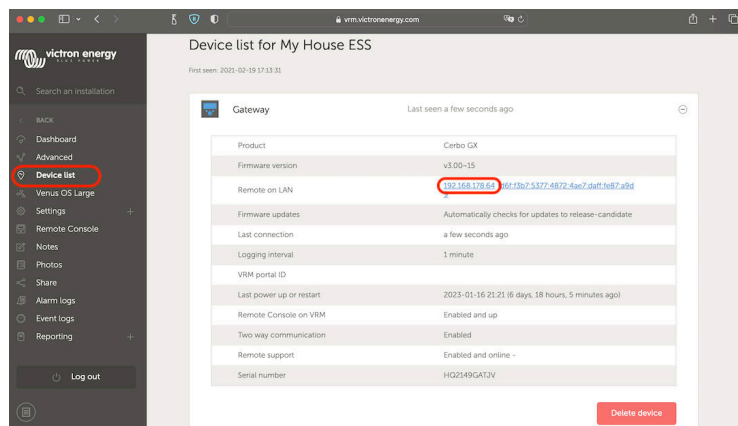 vrm.victronenergy.com
victron energy
BLUE POWER
Search an installation
BACK
Dashboard
Advanced
Device list
Venus OS Large
Settings
Remote Console
Notes
Photos
Share
Alarm logs
Event logs
Reporting
Log out
Device list for My House ESS
First seen: 2021-02-19 17:13:31
Gateway Last seen a few seconds ago
Product Cerbo GX
Firmware version v3.00~15
Remote on LAN 192.168.178.64
Firmware updates Automatically checks for updates to release-candidate
Last connection a few seconds ago
Logging interval 1 minute
VRM portal ID
Last power up or restart 2023-01-16 21:21 (6 days, 18 hours, 5 minutes ago)
Remote Console on VRM Enabled and up
Two way communication Enabled
Remote support Enabled and online -
Serial number HQ2149GATJV
Delete device